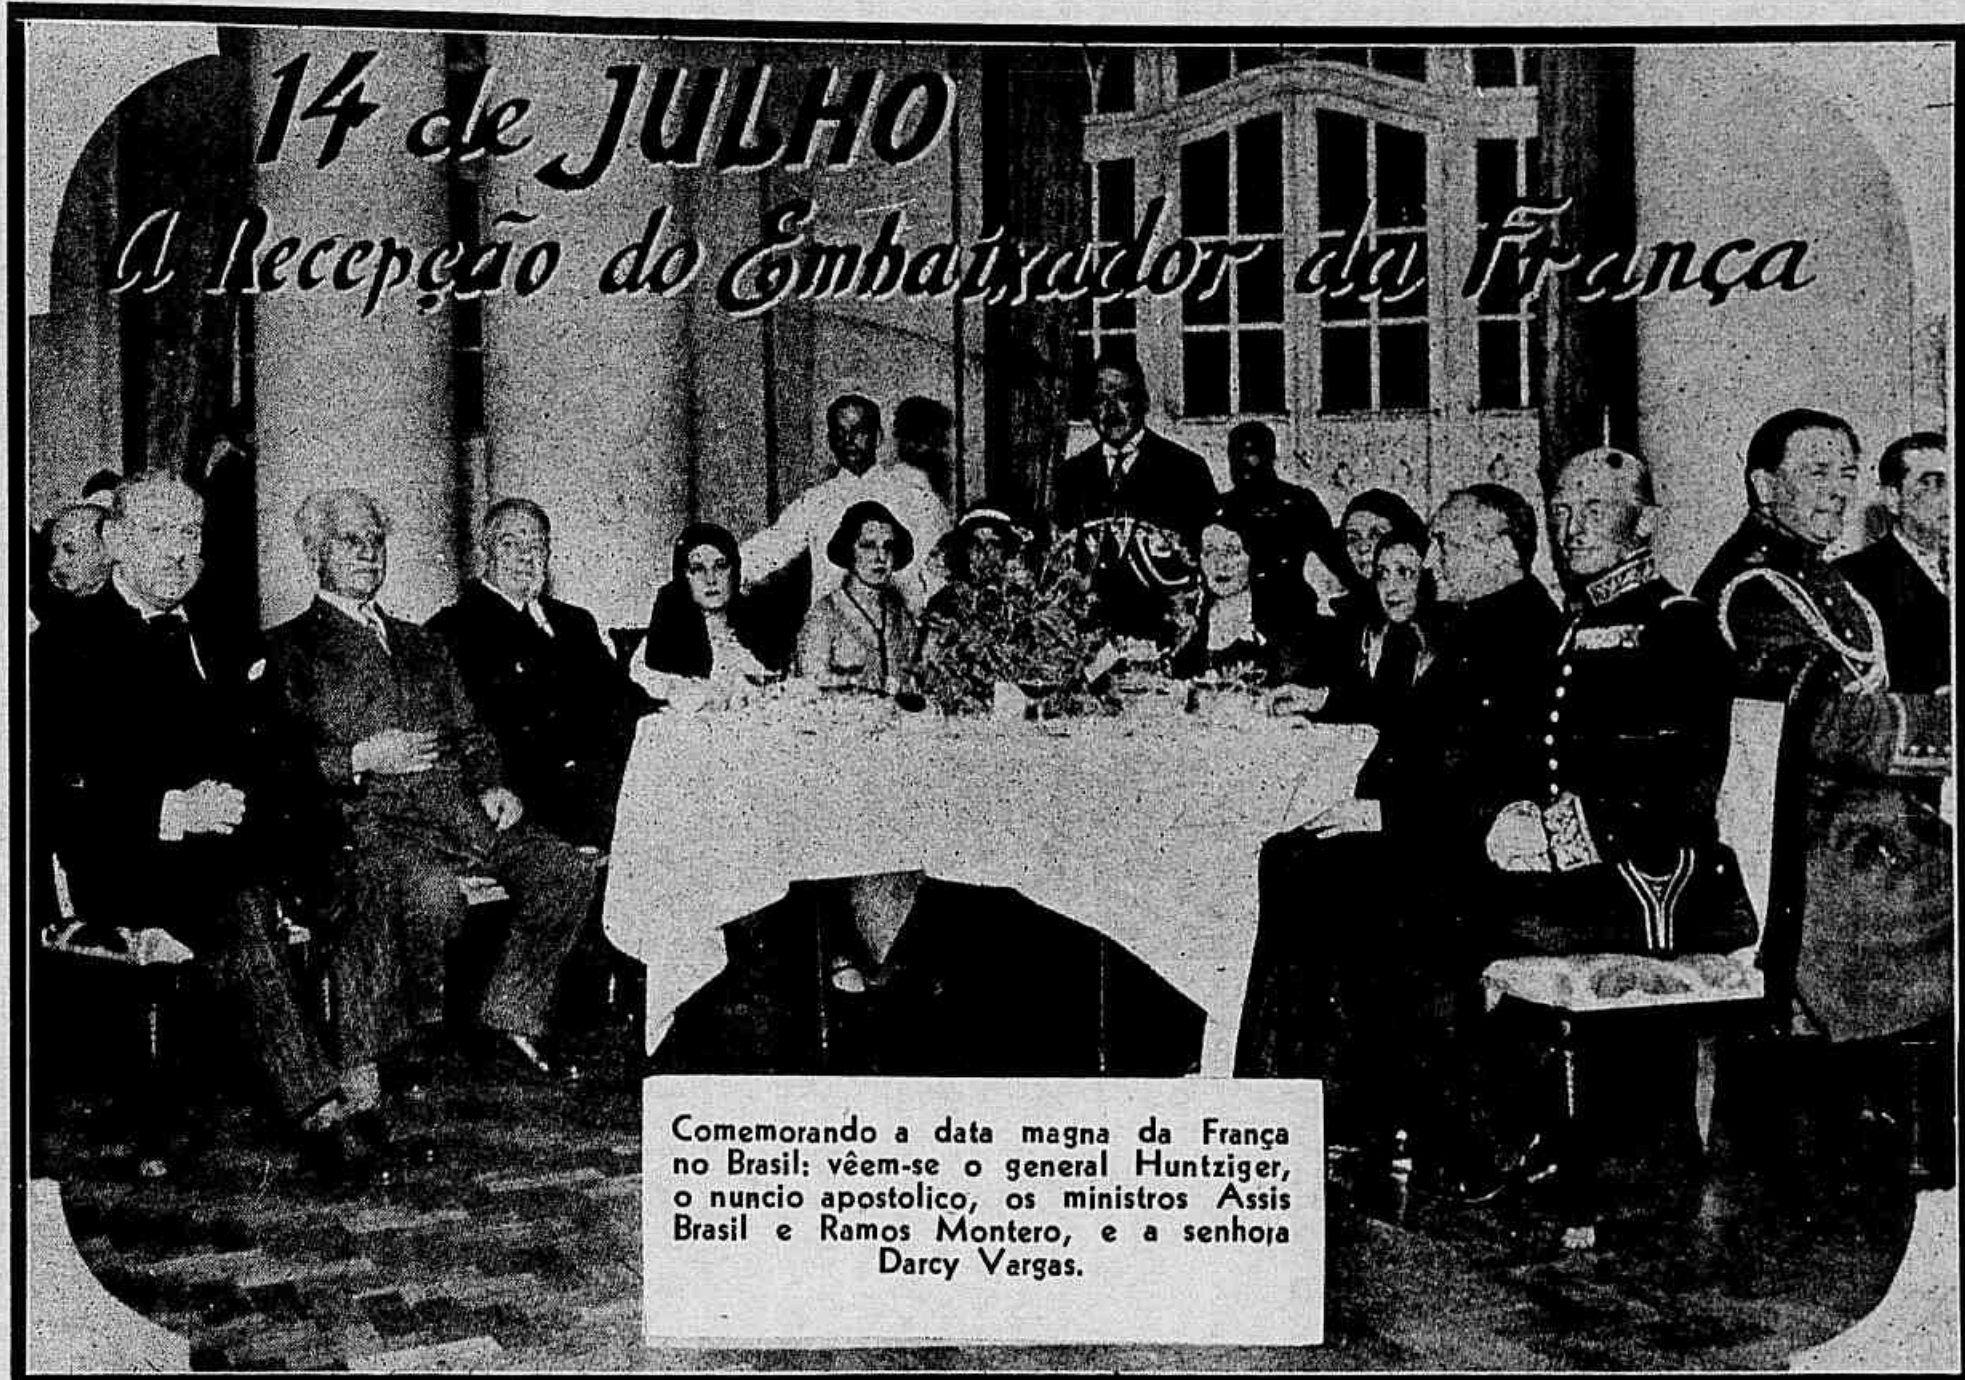 14 de JULHO
A Recepção do Embaixador da França
Comemorando a data magna da França
no Brasil: vêem-se o general Huntziger,
o nuncio apostolico, os ministros Assis
Brasil e Ramos Montero, e a senhora
Darcy Vargas.